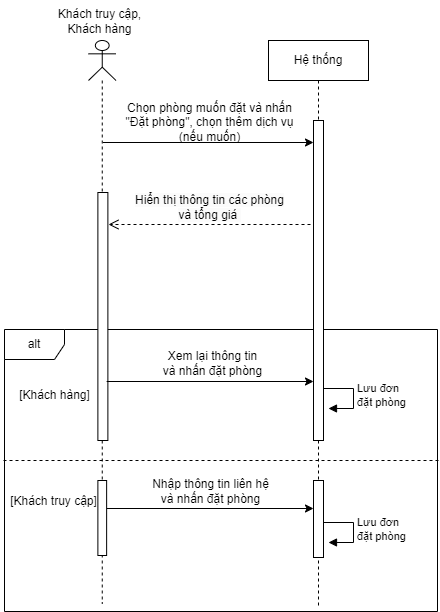 Khách truy cập,
Khách hàng
Hệ thống
Chọn phòng muốn đặt và nhấn
"Đặt phòng", chọn thêm dịch vụ
(nếu muốn)
Hiển thị thông tin các phòng
và tổng giá
alt
Xem lại thông tin
và nhấn đặt phòng
[Khách hàng]
Lưu đơn
đặt phòng
Nhập thông tin liên hệ
và nhấn đặt phòng
[Khách truy cập]
Lưu đơn
đặt phòng